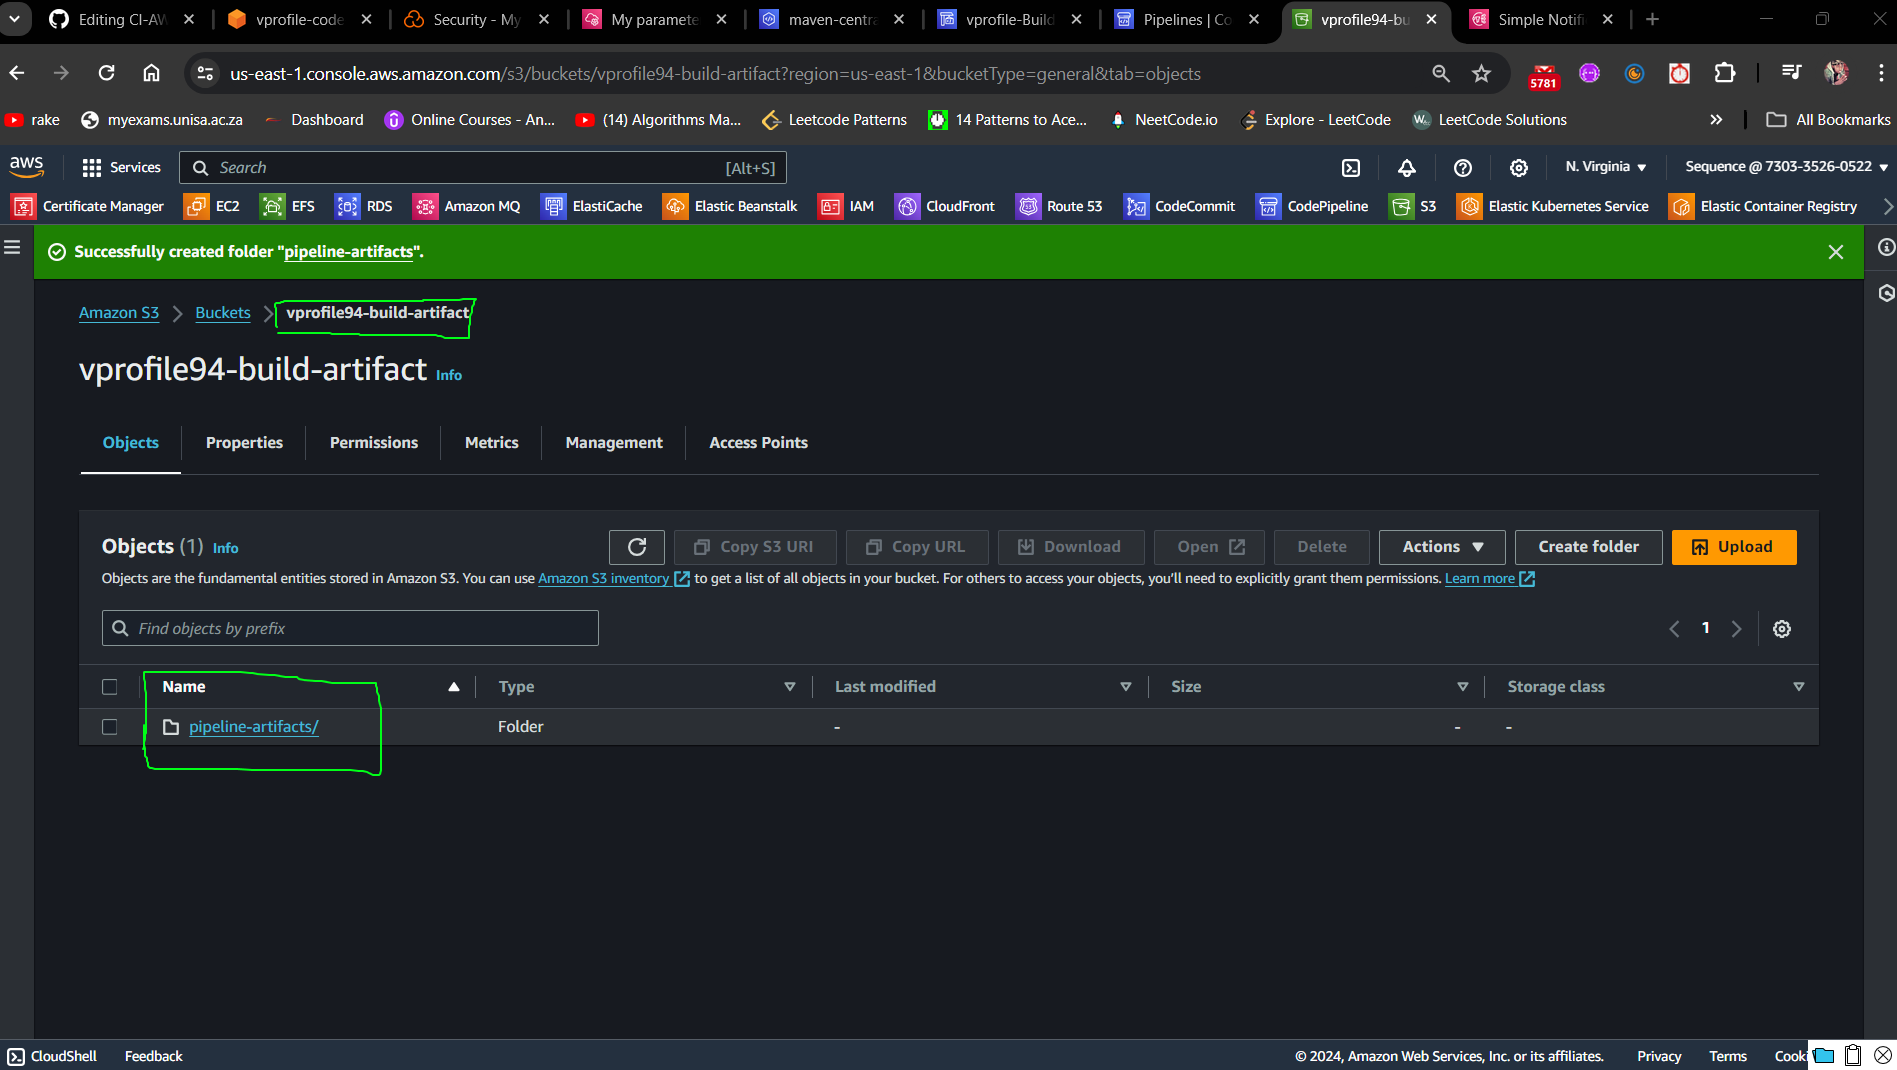 Editing CI-AW
vprofile-code
Security - My
My paramete
maven-centra
vprofile-Build
Pipelines | Co
vprofile94-bu
Simple Notifi
us-east-1.console.aws.amazon.com/s3/buckets/vprofile94-build-artifact?region=us-east-1&bucketType=general&tab=objects
5781
rake
myexams.unisa.ac.za
Dashboard
Online Courses - An...
(14) Algorithms Ma...
Leetcode Patterns
14 Patterns to Ace...
NeetCode.io
Explore - LeetCode
LeetCode Solutions
All Bookmarks
aws
Services
Search
[Alt+S]
N. Virginia
Sequence @ 7303-3526-0522
Certificate Manager
EC2
EFS
RDS
Amazon MQ
ElastiCache
Elastic Beanstalk
IAM
CloudFront
Route 53
CodeCommit
CodePipeline
S3
Elastic Kubernetes Service
Elastic Container Registry
Successfully created folder "pipeline-artifacts".
Amazon S3
Buckets
vprofile94-build-artifact
vprofile94-build-artifact Info
Objects
Properties
Permissions
Metrics
Management
Access Points
Objects (1) Info
Copy S3 URI
Copy URL
Download
Open
Delete
Actions
Create folder
Upload
Objects are the fundamental entities stored in Amazon S3. You can use Amazon S3 inventory to get a list of all objects in your bucket. For others to access your objects, you'll need to explicitly grant them permissions. Learn more
Find objects by prefix
1
Name
Type
Last modified
Size
Storage class
pipeline-artifacts/
Folder
-
-
-
CloudShell
Feedback
© 2024, Amazon Web Services, Inc. or its affiliates.
Privacy
Terms
Cooki